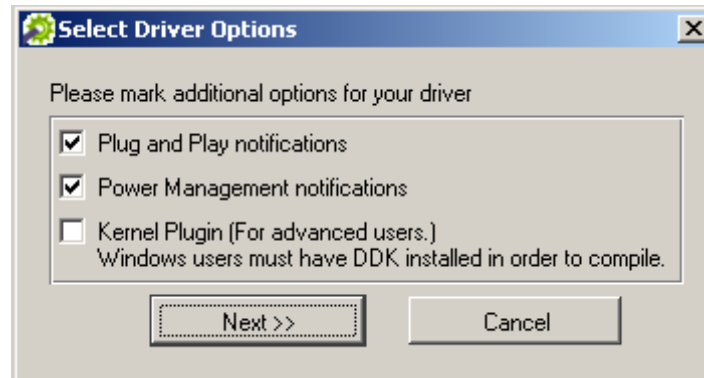 Select Driver Options
Please mark additional options for your driver
Plug and Play notifications
Power Management notifications
Kernel Plugin (For advanced users.)
Windows users must have DDK installed in order to compile.
Next >>
Cancel